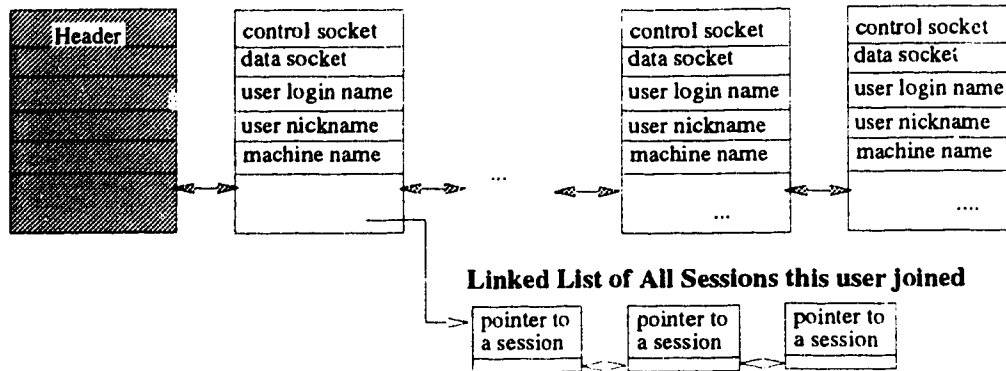 Header
control socket
data socket
user login name
user nickname
machine name
...
control socket
data socket
user login name
user nickname
machine name
...
control socket
data socket
user login name
user nickname
machine name
....
Linked List of All Sessions this user joined
pointer to
a session
pointer to
a session
pointer to
a session